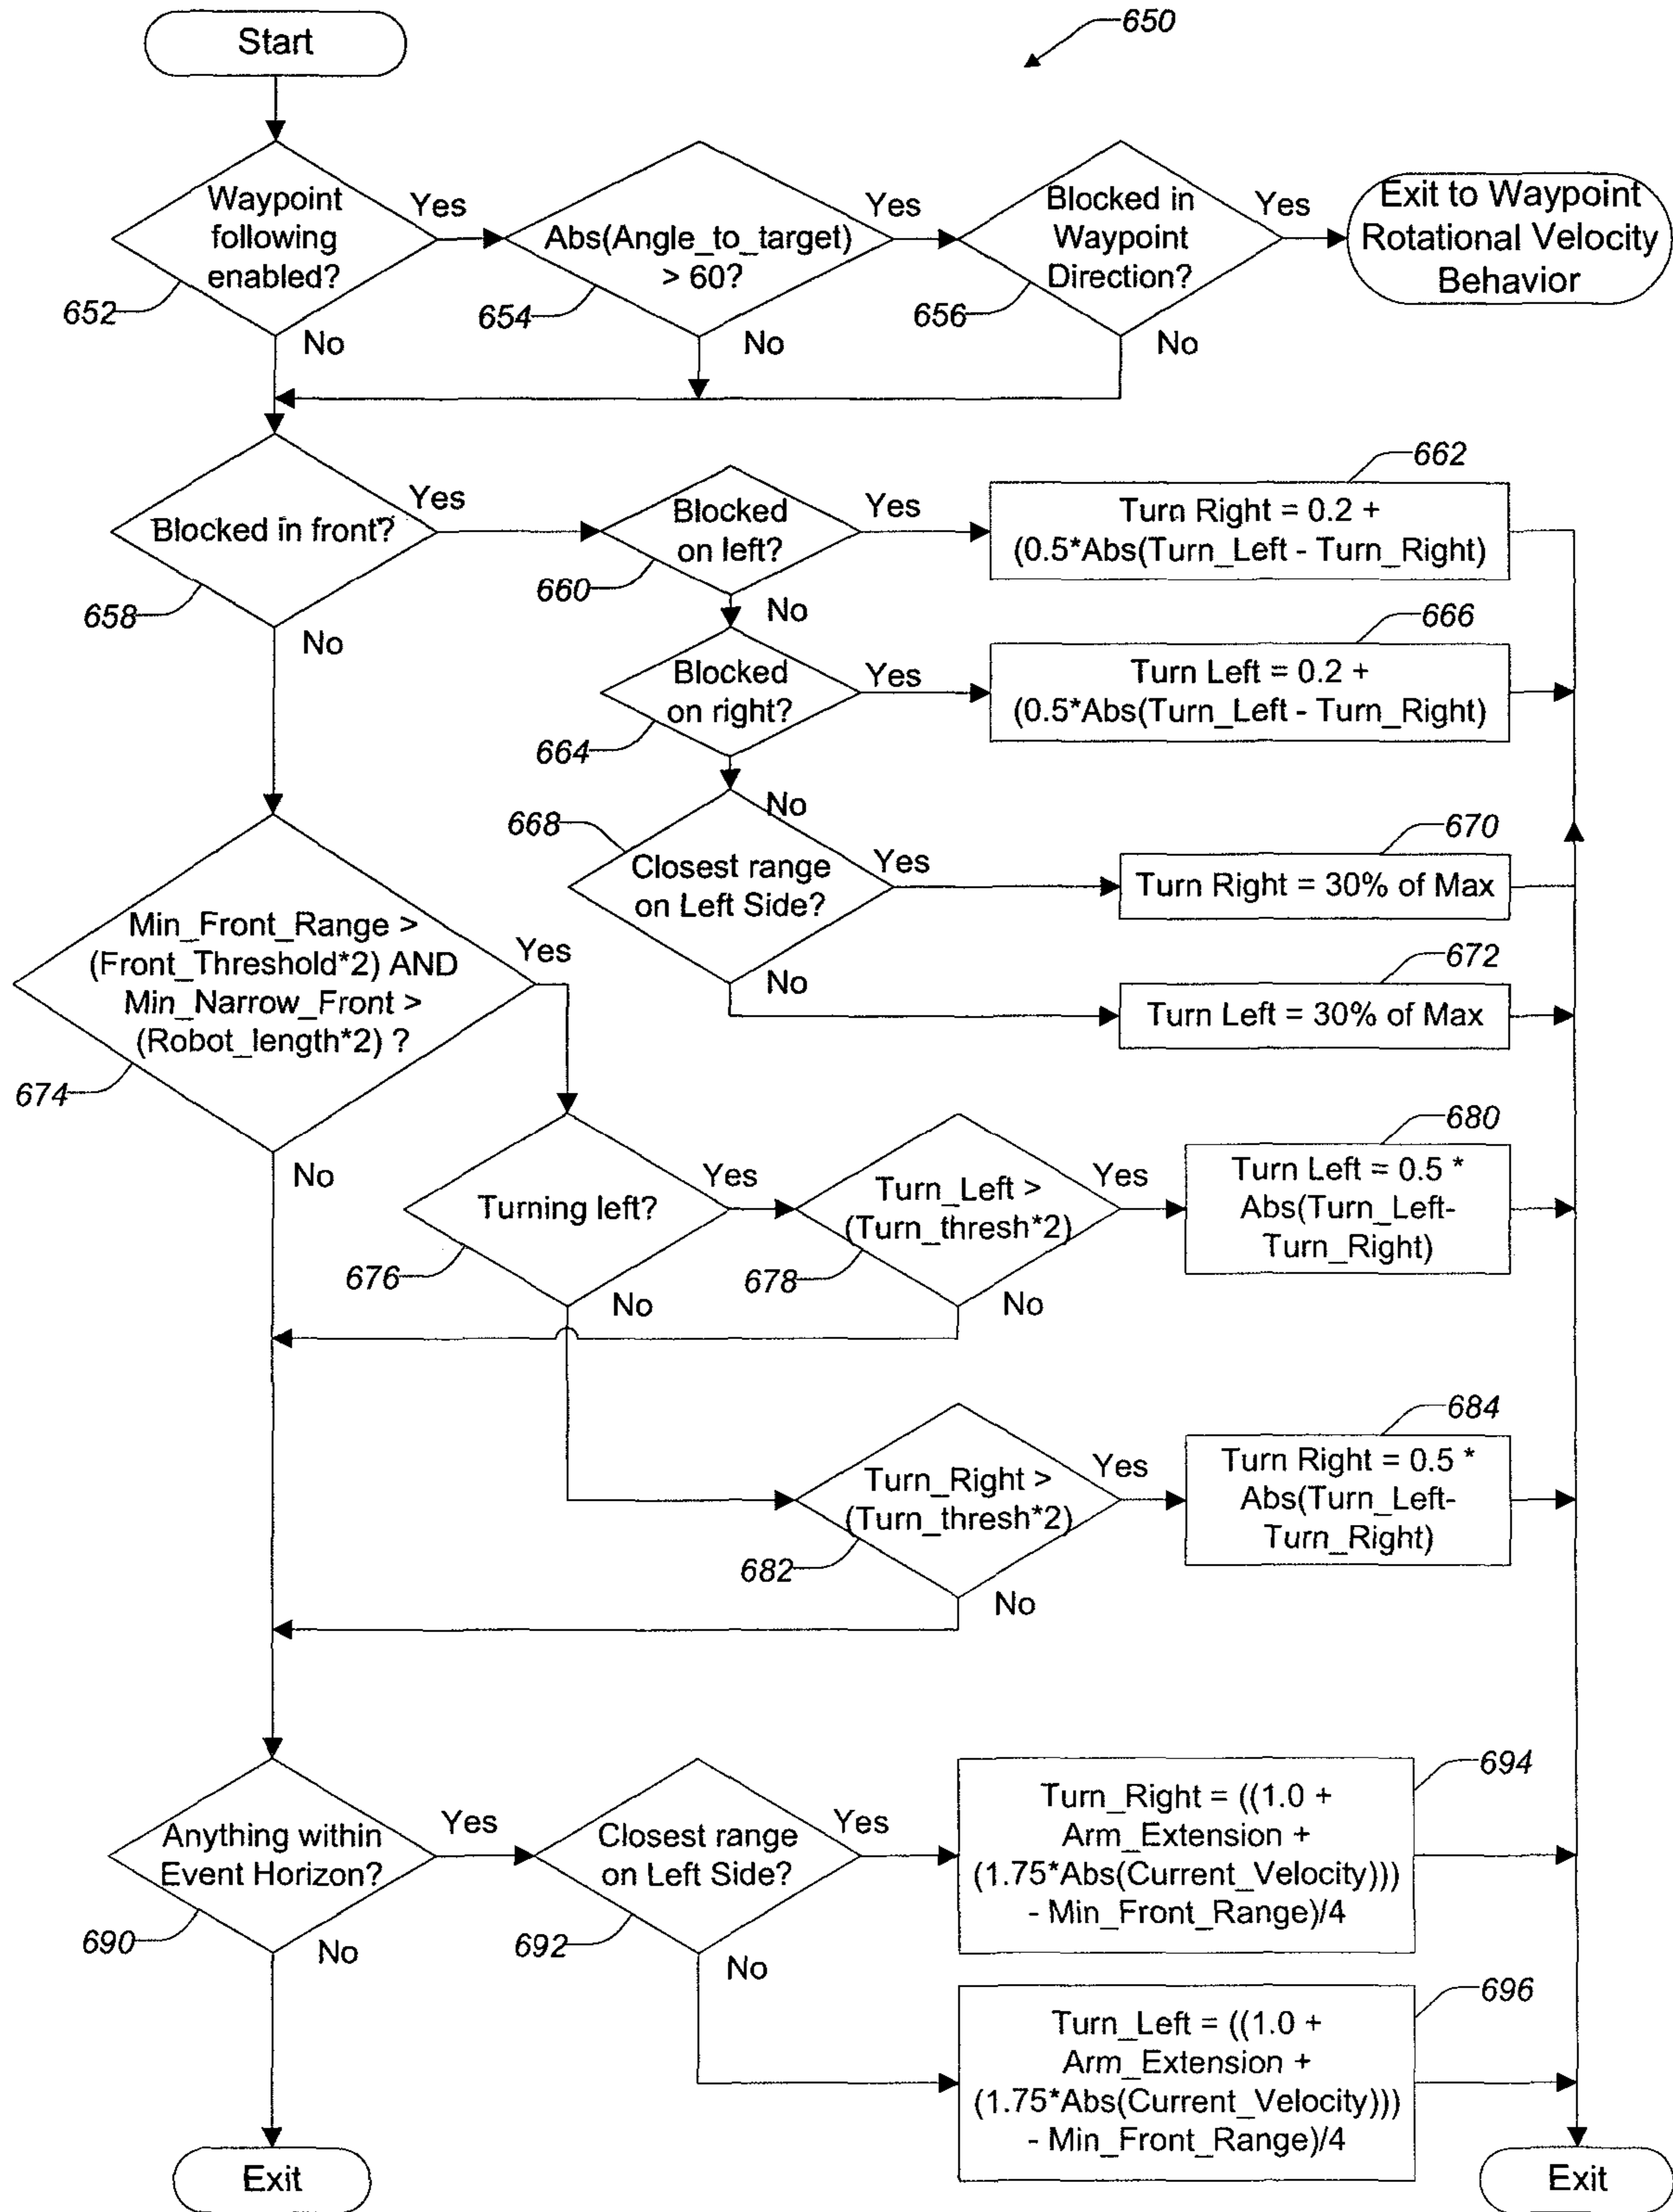 650
Start
Waypoint
following
enabled?
Yes
652
No
Abs(Angle_to_target)
> 60?
Yes
654
No
Blocked in
Waypoint
Direction?
Yes
656
No
Exit to Waypoint
Rotational Velocity
Behavior
Blocked in front?
Yes
658
No
Blocked
on left?
Yes
660
No
662
Turn Right = 0.2 +
(0.5*Abs(Turn_Left - Turn_Right)
Blocked
on right?
Yes
664
No
666
Turn Left = 0.2 +
(0.5*Abs(Turn_Left - Turn_Right)
668
Closest range
on Left Side?
Yes
No
670
Turn Right = 30% of Max
672
Turn Left = 30% of Max
Min_Front_Range >
(Front_Threshold*2) AND
Min_Narrow_Front >
(Robot_length*2) ?
Yes
674
No
Turning left?
Yes
676
No
Turn_Left >
(Turn_thresh*2)
Yes
678
No
680
Turn Left = 0.5 *
Abs(Turn_Left-
Turn_Right)
Turn_Right >
(Turn_thresh*2)
Yes
682
No
684
Turn Right = 0.5 *
Abs(Turn_Left-
Turn_Right)
Anything within
Event Horizon?
Yes
690
No
Closest range
on Left Side?
Yes
692
No
694
Turn_Right = ((1.0 +
Arm_Extension +
(1.75*Abs(Current_Velocity)))
- Min_Front_Range)/4
696
Turn_Left = ((1.0 +
Arm_Extension +
(1.75*Abs(Current_Velocity)))
- Min_Front_Range)/4
Exit
Exit